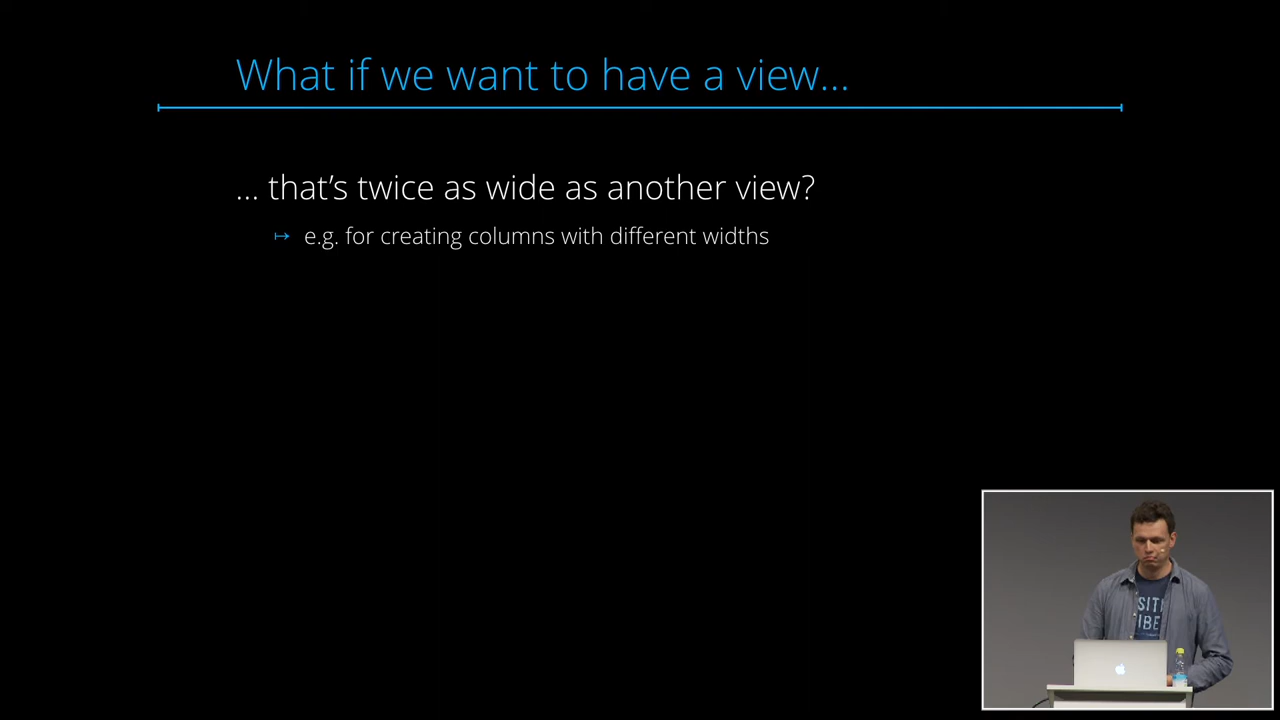 What if we want to have a view...
... that's twice as wide as another view?
↦ e.g. for creating columns with different widths